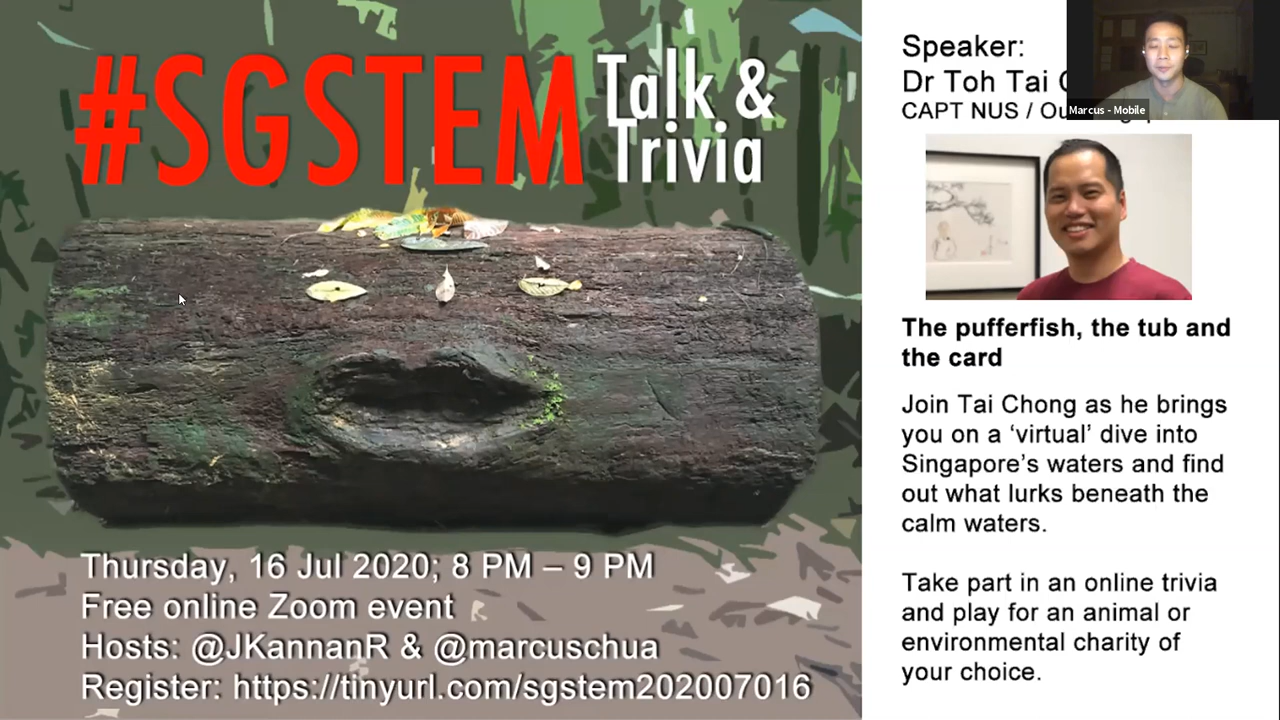 #SGSTEM Talk &
Trivia
Thursday, 16 Jul 2020; 8 PM – 9 PM
Free online Zoom event
Hosts: @JKannanR & @marcuschua
Register: https://tinyurl.com/sgstem202007016
Speaker:
Dr Toh Tai
CAPT NUS /
Marcus - Mobile
The pufferfish, the tub and
the card
Join Tai Chong as he brings
you on a ‘virtual’ dive into
Singapore’s waters and find
out what lurks beneath the
calm waters.
Take part in an online trivia
and play for an animal or
environmental charity of
your choice.